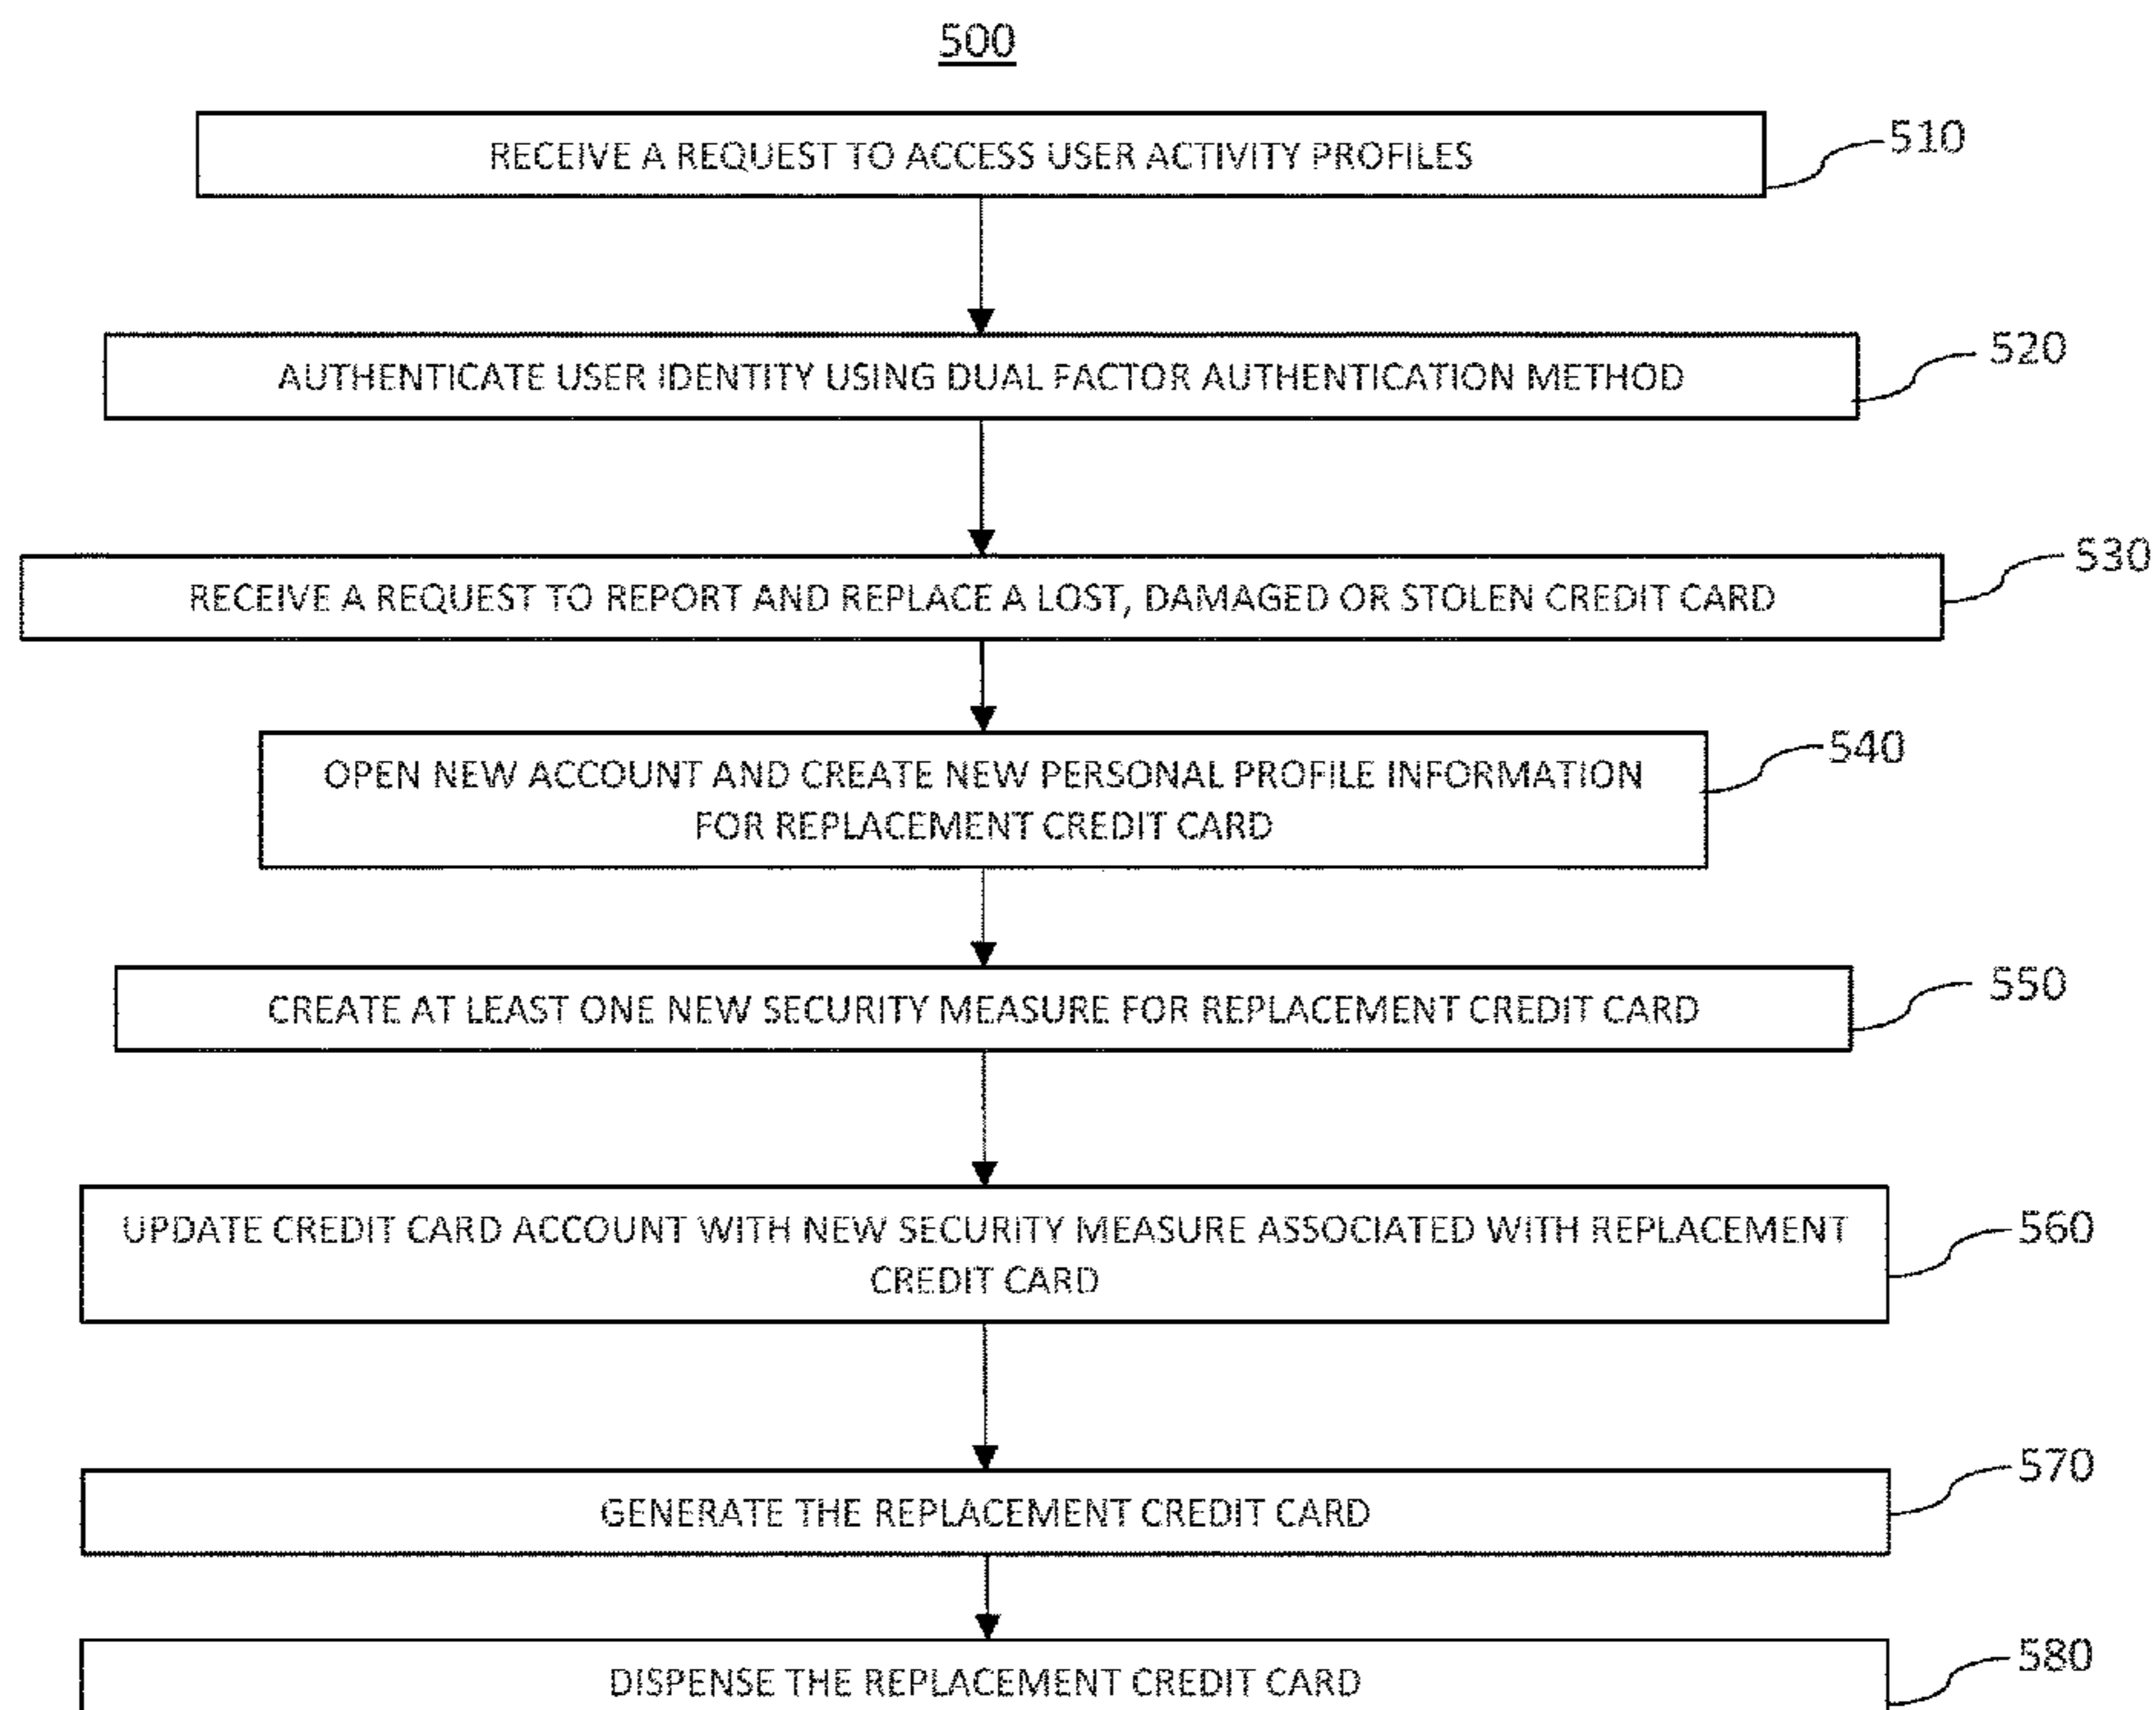 500
RECEIVE A REQUEST TO ACCESS USER ACTIVITY PROFILES
510
AUTHENTICATE USER IDENTITY USING DUAL FACTOR AUTHENTICATION METHOD
520
RECEIVE A REQUEST TO REPORT AND REPLACE A LOST, DAMAGED OR STOLEN CREDIT CARD
530
OPEN NEW ACCOUNT AND CREATE NEW PERSONAL PROFILE INFORMATION
FOR REPLACEMENT CREDIT CARD
540
CREATE AT LEAST ONE NEW SECURITY MEASURE FOR REPLACEMENT CREDIT CARD
550
UPDATE CREDIT CARD ACCOUNT WITH NEW SECURITY MEASURE ASSOCIATED WITH REPLACEMENT
CREDIT CARD
560
GENERATE THE REPLACEMENT CREDIT CARD
570
DISPENSE THE REPLACEMENT CREDIT CARD
580